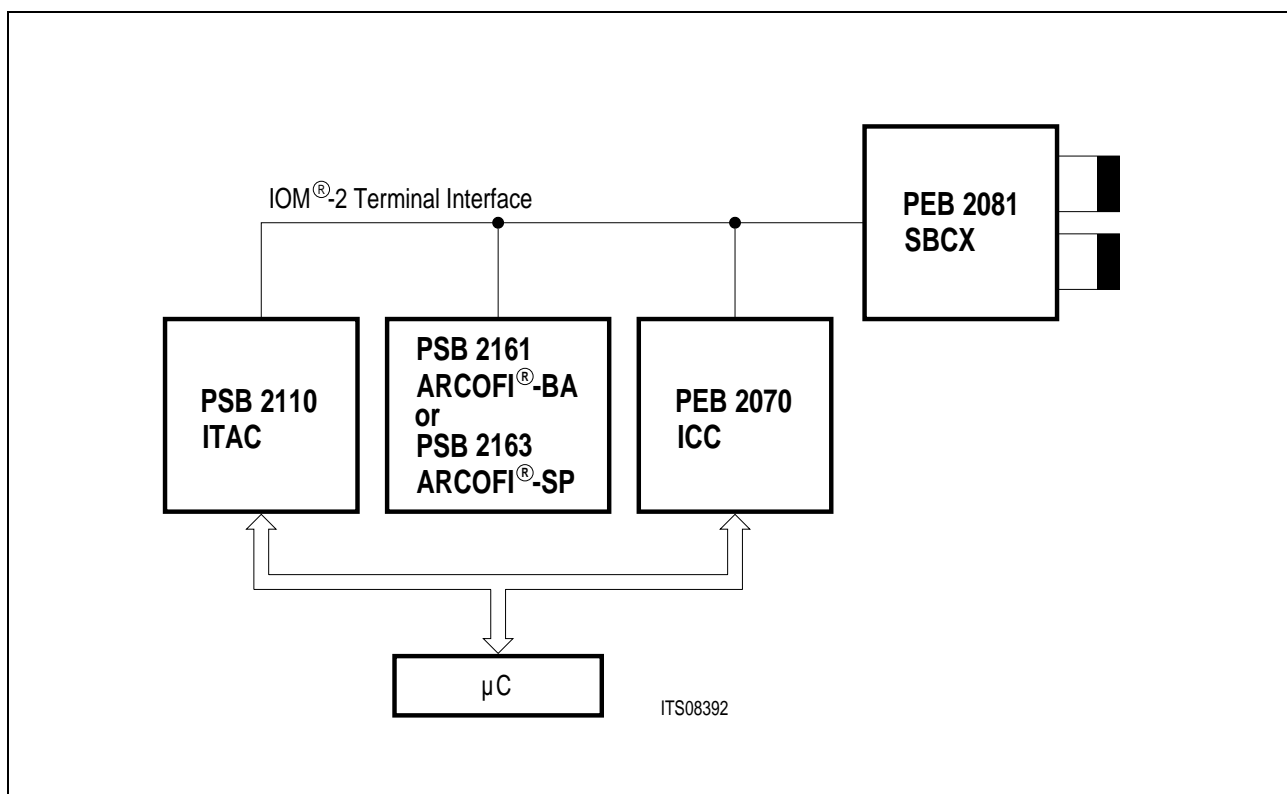 IOM®-2 Terminal Interface
PEB 2081
SBCX
PSB 2110
ITAC
PSB 2161
ARCOFI®-BA
or
PSB 2163
ARCOFI®-SP
PEB 2070
ICC
µC
ITS08392